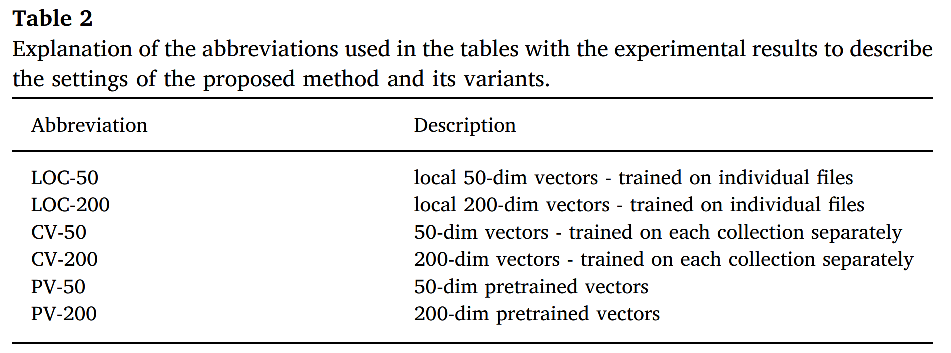 Table 2
Explanation of the abbreviations used in the tables with the experimental results to describe
the settings of the proposed method and its variants.
Abbreviation Description
LOC-50 local 50-dim vectors - trained on individual files
LOC-200 local 200-dim vectors - trained on individual files
CV-50 50-dim vectors - trained on each collection separately
CV-200 200-dim vectors - trained on each collection separately
PV-50 50-dim pretrained vectors
PV-200 200-dim pretrained vectors